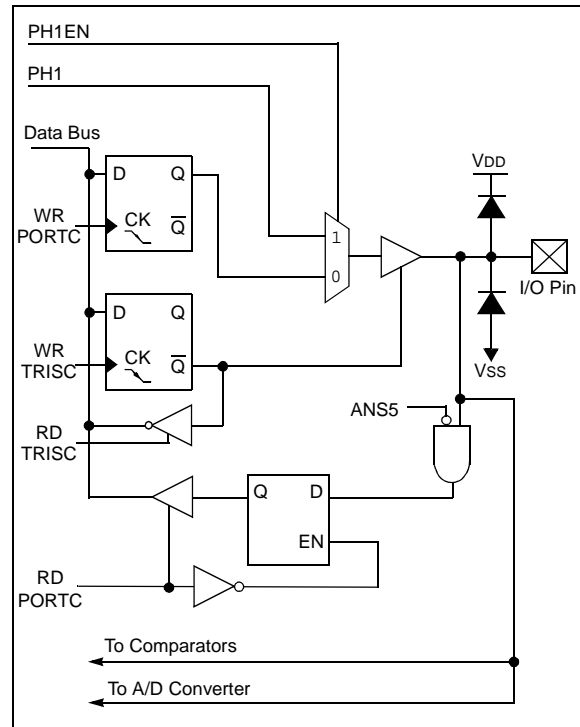 PH1EN
PH1
Data Bus
D Q
WR
PORTC
CK
Q
VDD
1
0
I/O Pin
D Q
WR
TRISC
CK
Q
VSS
RD
TRISC
ANS5
Q D
EN
RD
PORTC
To Comparators
To A/D Converter